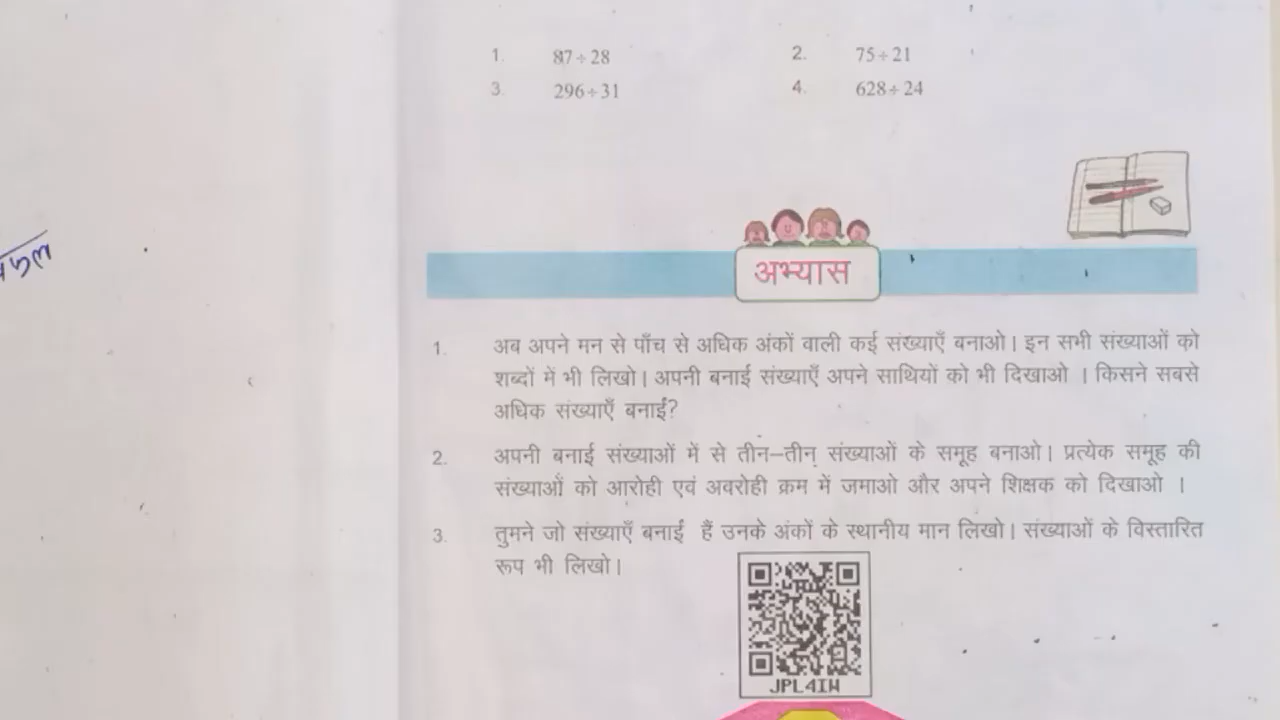 1. 87÷28 2. 75÷21
3. 296÷31 4. 628÷24
अभ्यास
1. अब अपने मन से पाँच से अधिक अंकों वाली कई संख्याएँ बनाओ। इन सभी संख्याओं को
शब्दों में भी लिखो। अपनी बनाई संख्याएँ अपने साथियों को भी दिखाओ । किसने सबसे
अधिक संख्याएँ बनाईं?
2. अपनी बनाई संख्याओं में से तीन–तीन संख्याओं के समूह बनाओ। प्रत्येक समूह की
संख्याओं को आरोही एवं अवरोही क्रम में जमाओ और अपने शिक्षक को दिखाओ ।
3. तुमने जो संख्याएँ बनाईं हैं उनके अंकों के स्थानीय मान लिखो। संख्याओं के विस्तारित
रूप भी लिखो।
JPL4IW